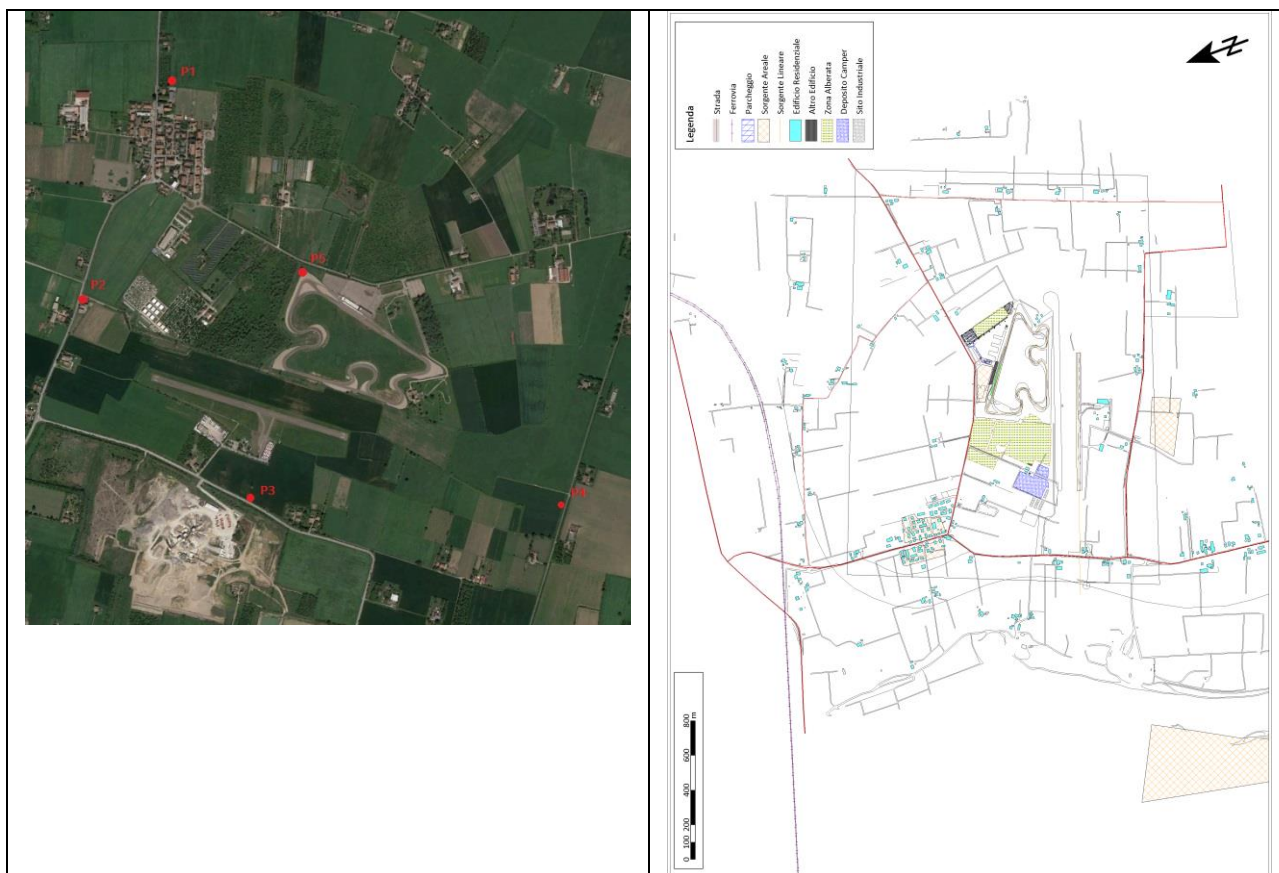 P1
P5
P2
P3
P4
N
Legenda
Strada
Ferrovia
Parcheggio
Sorgente Areale
Sorgente Lineare
Edificio Residenziale
Altro Edificio
Zona Alberata
Deposito Camper
Sito Industriale
0 100 200 400 600 800 m